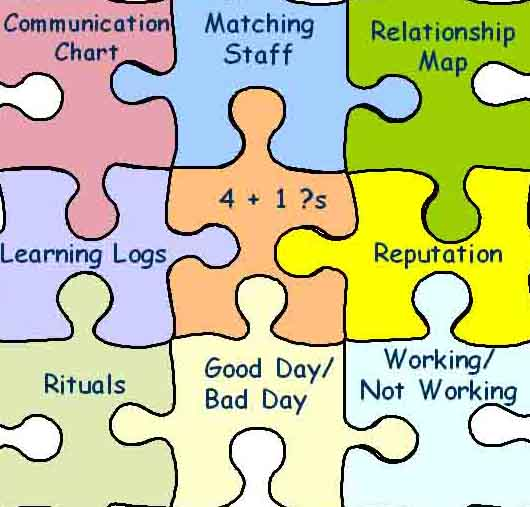 Communication
Chart
Matching
Staff
Relationship
Map
Learning Logs
4 + 1 ?s
Reputation
Rituals
Good Day/
Bad Day
Working/
Not Working